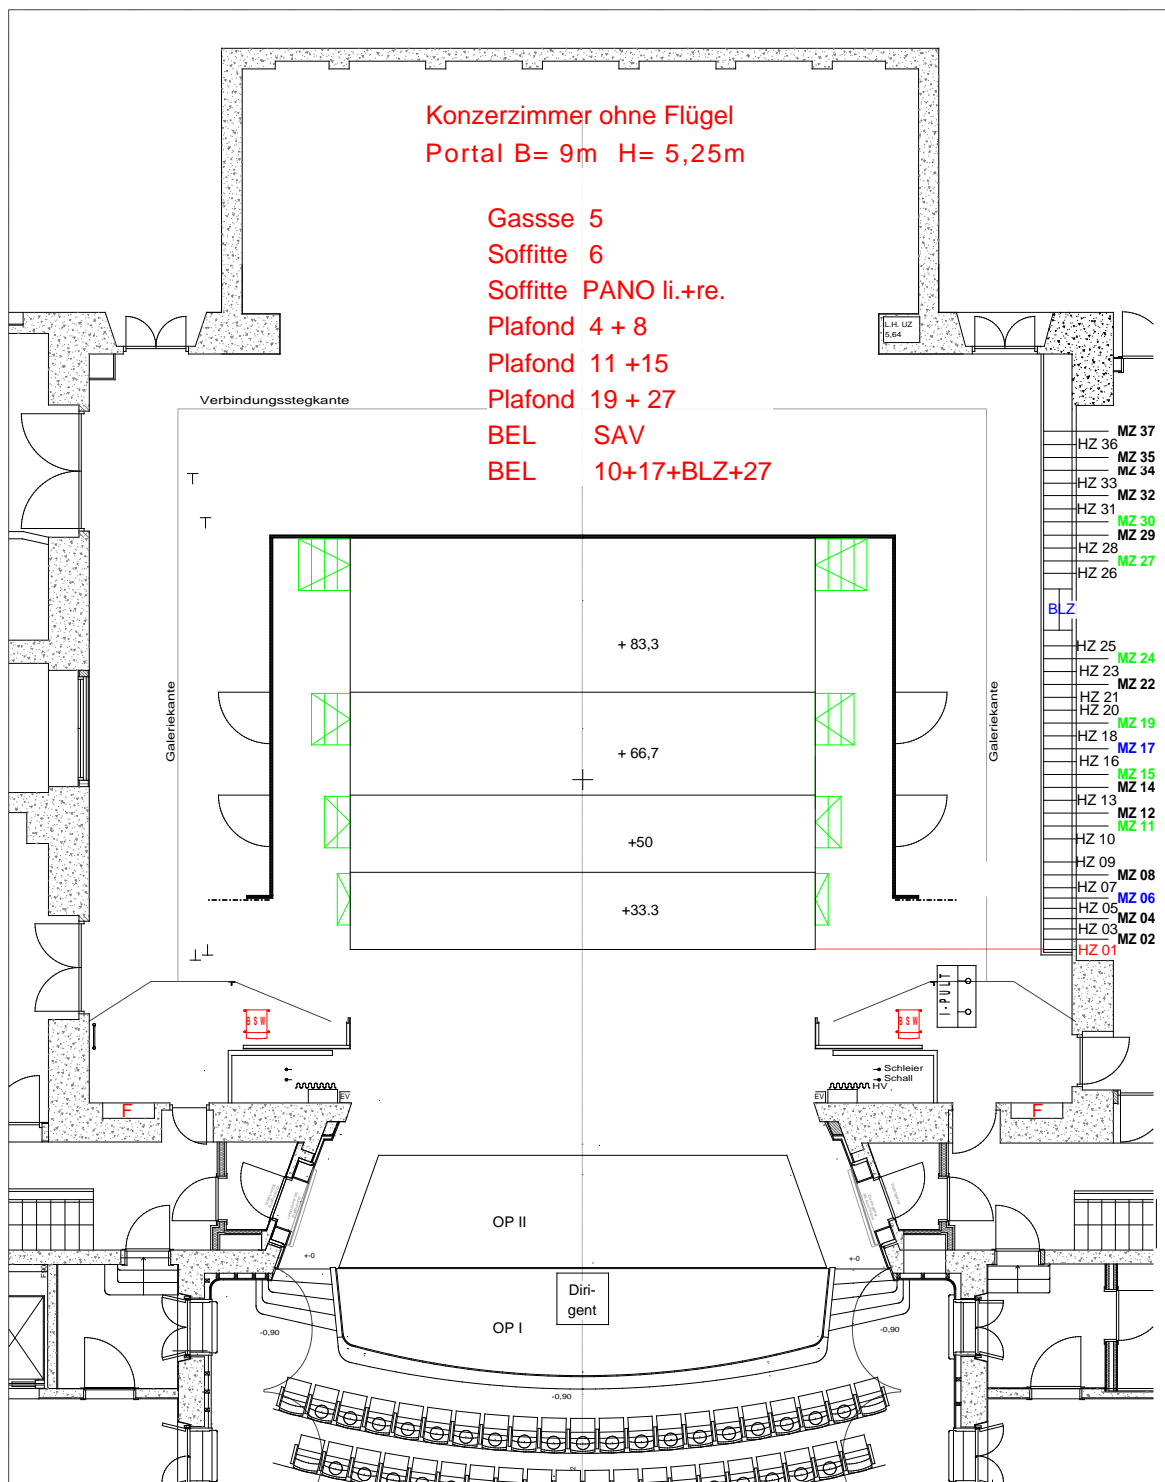 Konzerzimmer ohne Flügel
Portal B= 9m H= 5,25m
Gassse 5
Soffitte 6
Soffitte PANO li.+re.
Plafond 4 + 8
Plafond 11 +15
Plafond 19 + 27
BEL SAV
BEL 10+17+BLZ+27
L.H. UZ
5,64
Verbindungsstegkante
Galeriekante
Galeriekante
MZ 37
HZ 36
MZ 35
MZ 34
HZ 33
MZ 32
HZ 31
MZ 30
MZ 29
HZ 28
MZ 27
HZ 26
BLZ
HZ 25
MZ 24
HZ 23
MZ 22
HZ 21
HZ 20
MZ 19
HZ 18
MZ 17
HZ 16
MZ 15
MZ 14
HZ 13
MZ 12
MZ 11
HZ 10
HZ 09
MZ 08
HZ 07
MZ 06
HZ 05
MZ 04
HZ 03
MZ 02
HZ 01
+ 83,3
+ 66,7
+50
+33.3
I-PULT
BSW
BSW
Schleier
Schall
HV
EV
EV
F
F
OP II
+-0
+-0
Diri-
gent
OP I
-0,90
-0,90
-0,90